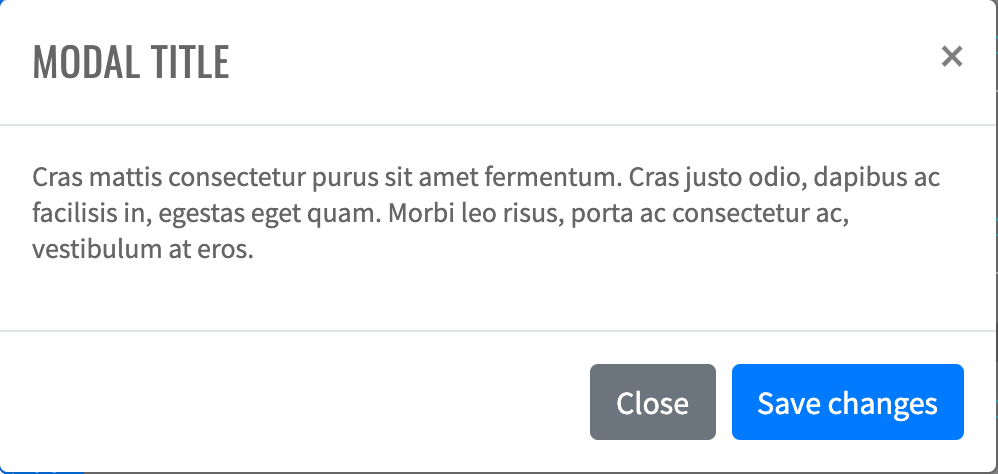 MODAL TITLE
×
Cras mattis consectetur purus sit amet fermentum. Cras justo odio, dapibus ac
facilisis in, egestas eget quam. Morbi leo risus, porta ac consectetur ac,
vestibulum at eros.
Close
Save changes